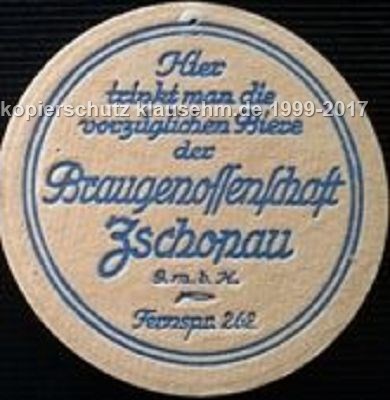 Hier
trinkt man die
kopierschutz klausehm.de,1999-2017
vorzüglichen Biere
der
Braugenossenschaft
Zschopau
G.m.b.H.
Fernspr. 262